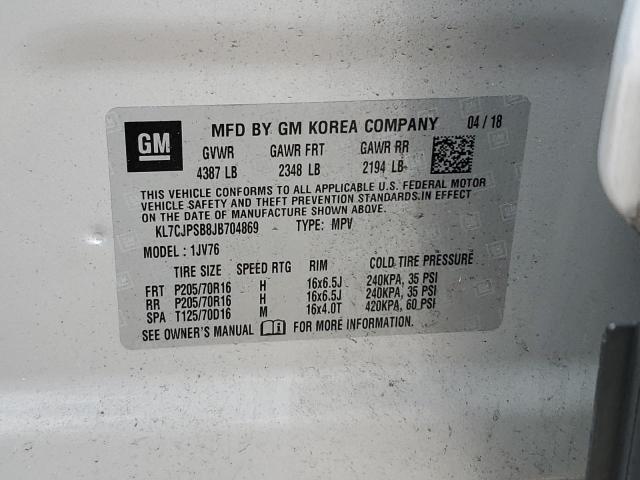 GM MFD BY GM KOREA COMPANY 04 / 18
GVWR GAWR FRT GAWR RR
4387 LB 2348 LB 2194 LB
THIS VEHICLE CONFORMS TO ALL APPLICABLE U.S. FEDERAL MOTOR
VEHICLE SAFETY AND THEFT PREVENTION STANDARDS.IN EFFECT
ON THE DATE OF MANUFACTURE SHOWN ABOVE
KL7CJPSB8JB704869 TYPE: MPV
MODEL : 1JV76
TIRE SIZE SPEED RTG RIM COLD TIRE PRESSURE
FRT P205/70R16 H 16x6.5J 240KPA, 35 PSI
RR P205/70R16 H 16x6.5J 240KPA, 35 PSI
SPA T125/70D16 M 16x4.0T 420KPA, 60 PSI
SEE OWNER'S MANUAL FOR MORE INFORMATION.